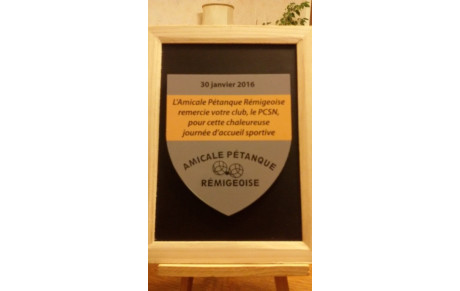 30 janvier 2016
L'Amicale Pétanque Rémigeoise
remercie votre club, le PCSN,
pour cette chaleureuse
journée d'accueil sportive
AMICALE PÉTANQUE
RÉMIGEOISE